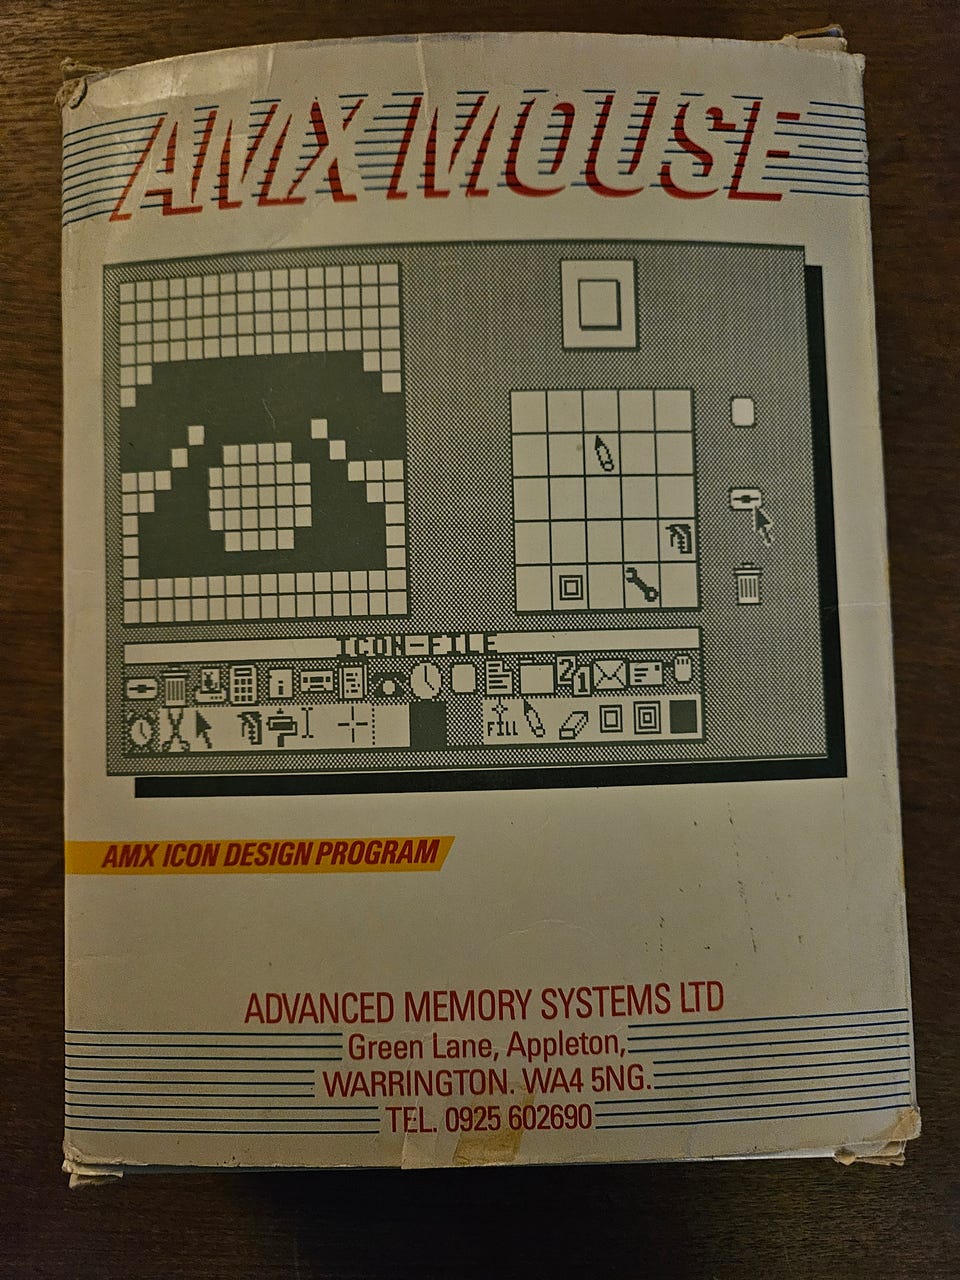 AMX MOUSE
ICON-FILE
21
FILL
AMX ICON DESIGN PROGRAM
ADVANCED MEMORY SYSTEMS LTD
Green Lane, Appleton,
WARRINGTON. WA4 5NG.
TEL. 0925 602690